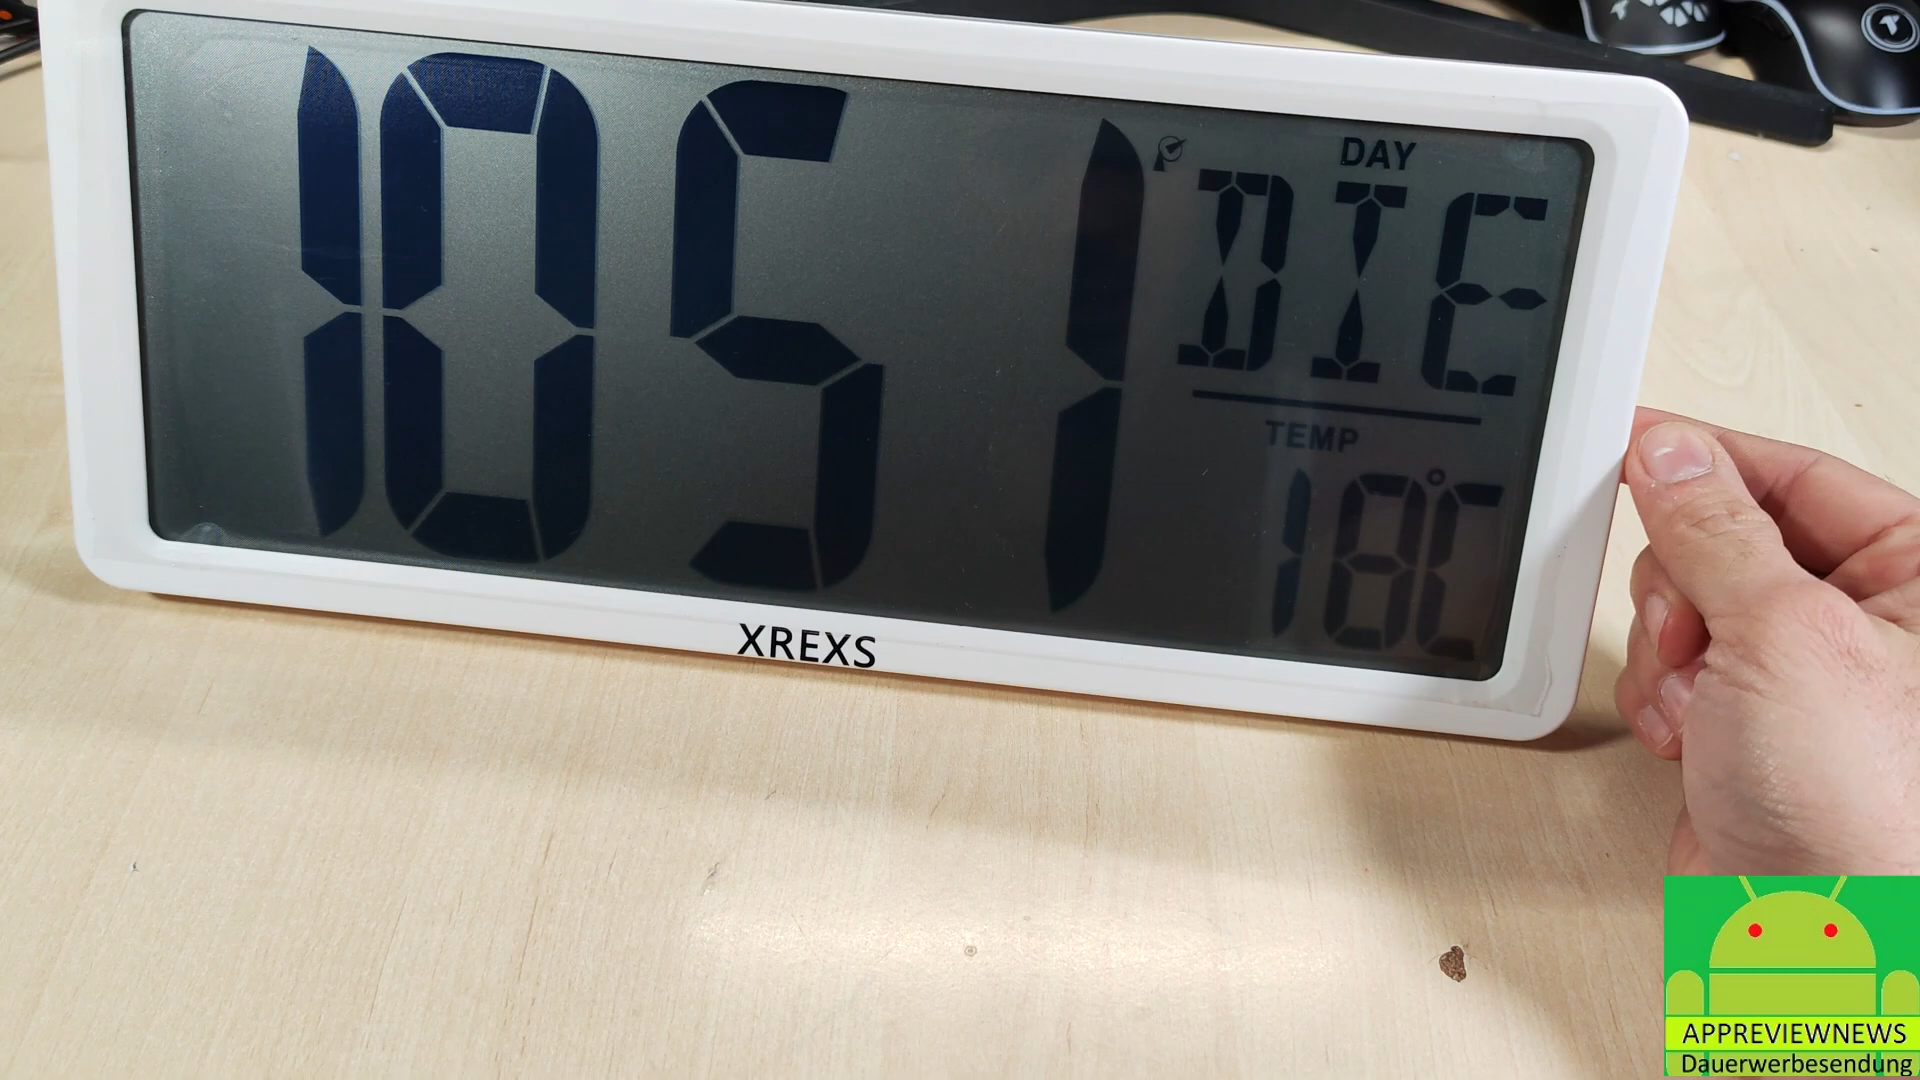 1051
DAY
DIE
TEMP
18°C
XREXS
APPREVIEWNEWS
Dauerwerbesendung